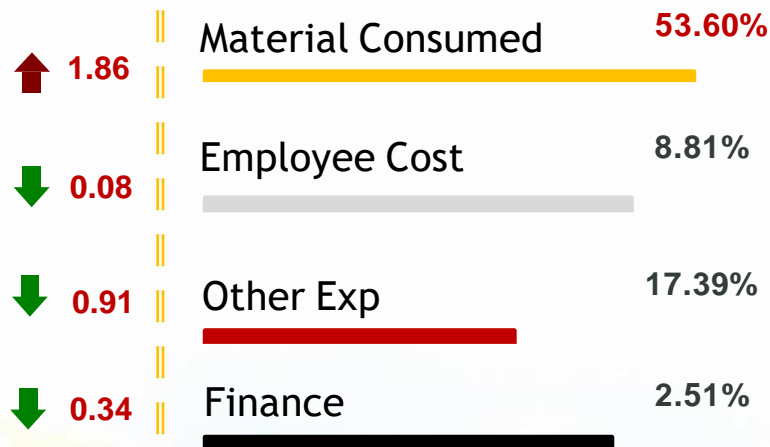 Material Consumed 53.60%
1.86
Employee Cost 8.81%
0.08
Other Exp 17.39%
0.91
Finance 2.51%
0.34